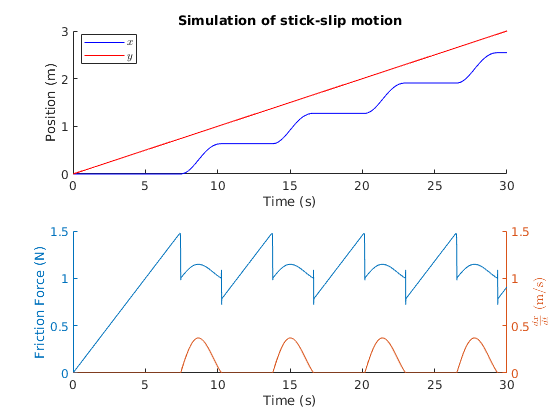 Simulation of stick-slip motion
x
y
Position (m)
3
2
1
0
0 5 10 15 20 25 30
Time (s)
Friction Force (N)
1.5
1
0.5
0
1.5
1
0.5
0
dx/dt (m/s)
0 5 10 15 20 25 30
Time (s)